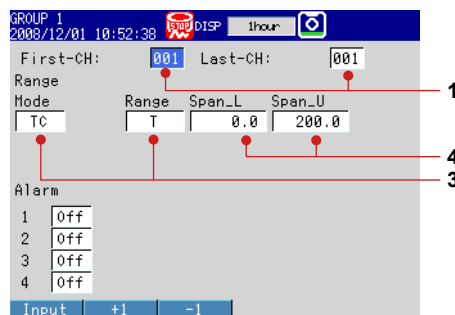 GROUP 1
2008/12/01 10:52:38 STOP DISP 1hour
First-CH: 001 Last-CH: 001
Range
Mode Range Span_L Span_U
TC T 0.0 200.0
Alarm
1 Off
2 Off
3 Off
4 Off
Input +1 -1
1
4
3